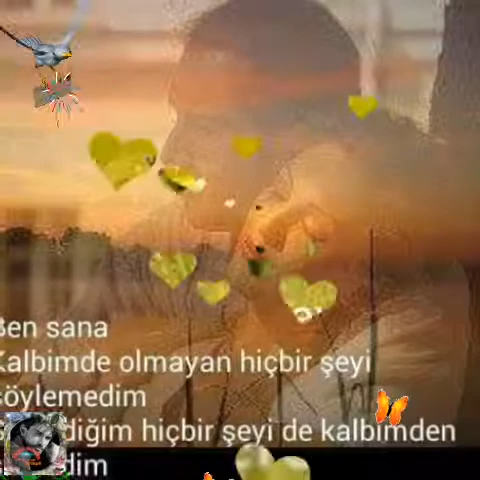 Ben sana
Kalbimde olmayan hiçbir şeyi
söylemedim
hiçbir şeyi de kalbimden